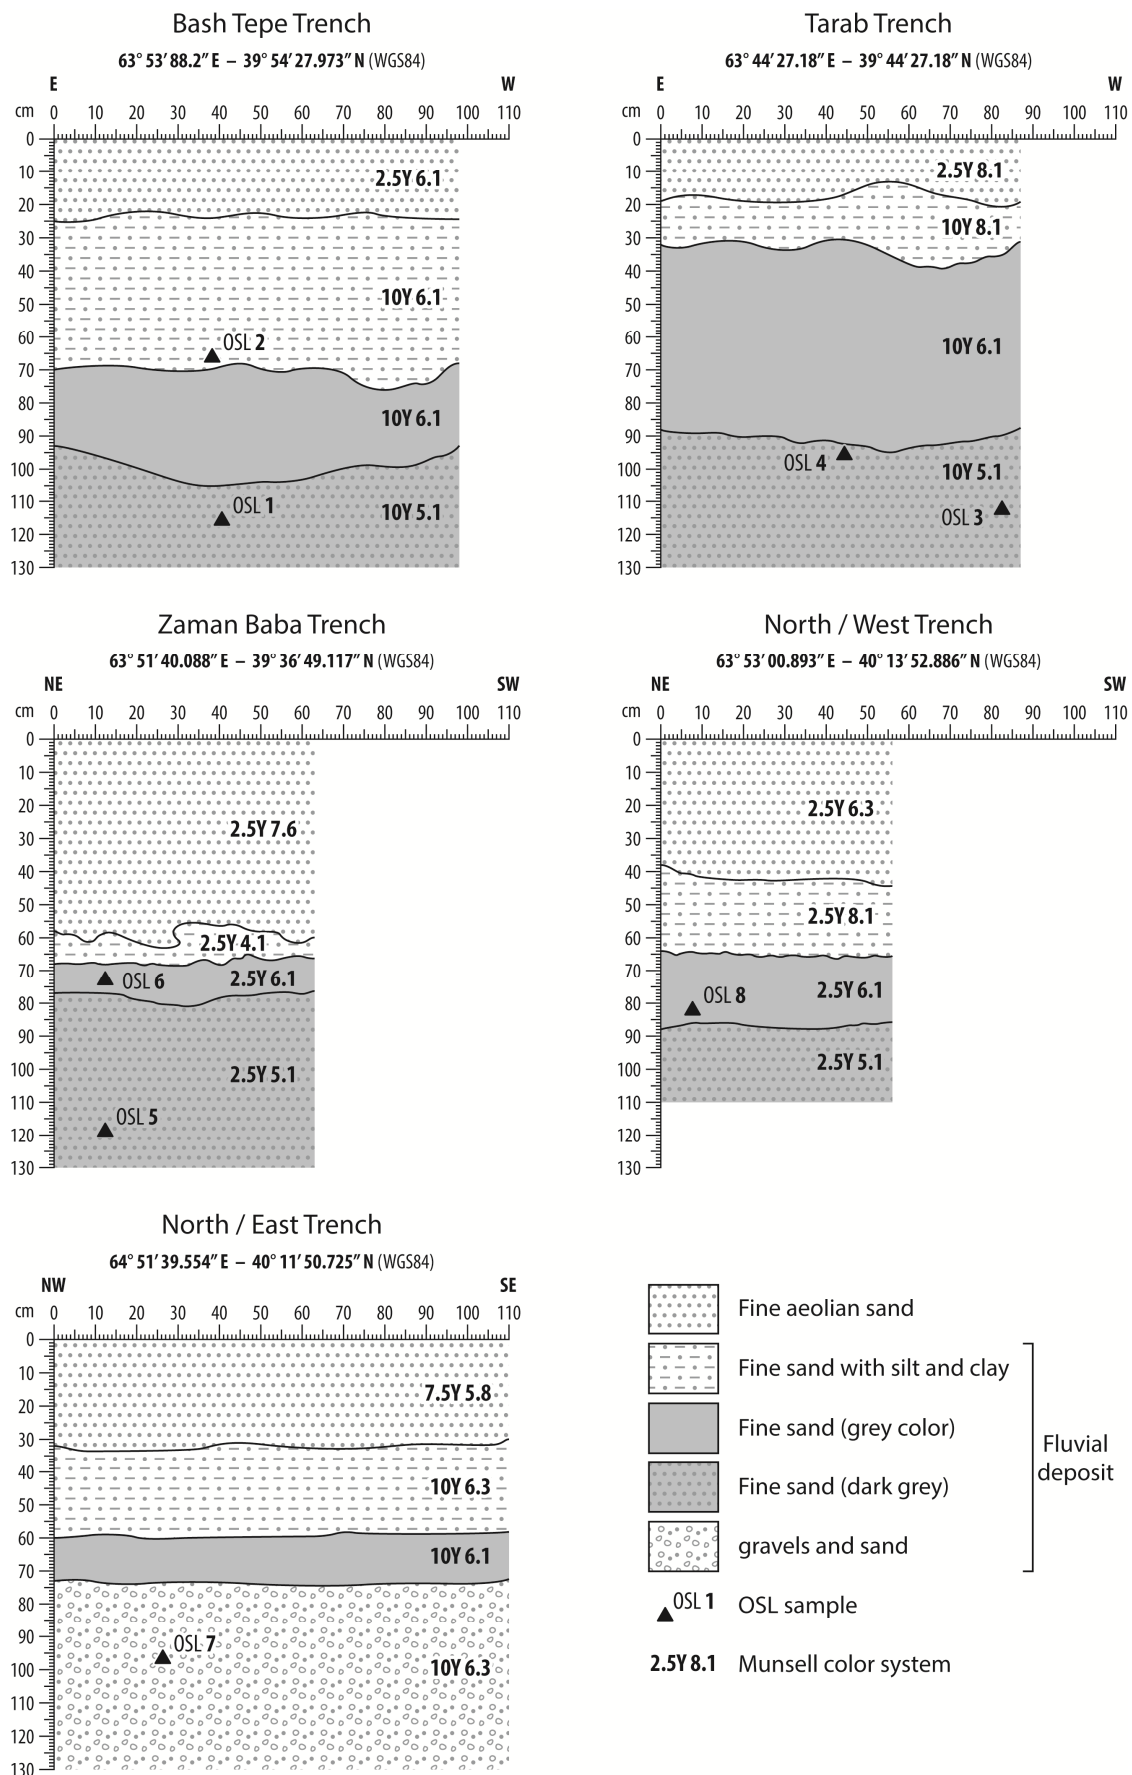 Bash Tepe Trench
63° 53′ 88.2″ E – 39° 54′ 27.973″ N (WGS84)
E W
cm 0 10 20 30 40 50 60 70 80 90 100 110
0
10
2.5Y 6.1
20
30
40
10Y 6.1
50
60
OSL 2
70
80
10Y 6.1
90
100
110
OSL 1
10Y 5.1
120
130
Tarab Trench
63° 44′ 27.18″ E – 39° 44′ 27.18″ N (WGS84)
E W
cm 0 10 20 30 40 50 60 70 80 90 100 110
0
10
2.5Y 8.1
20
10Y 8.1
30
40
50
60
10Y 6.1
70
80
90
OSL 4
100
10Y 5.1
110
OSL 3
120
130
Zaman Baba Trench
63° 51′ 40.088″ E – 39° 36′ 49.117″ N (WGS84)
NE SW
cm 0 10 20 30 40 50 60 70 80 90 100 110
0
10
20
2.5Y 7.6
30
40
50
60
2.5Y 4.1
70
OSL 6
2.5Y 6.1
80
90
100
2.5Y 5.1
110
OSL 5
120
130
North / West Trench
63° 53′ 00.893″ E – 40° 13′ 52.886″ N (WGS84)
NE SW
cm 0 10 20 30 40 50 60 70 80 90 100 110
0
10
20
2.5Y 6.3
30
40
50
2.5Y 8.1
60
70
2.5Y 6.1
OSL 8
80
90
2.5Y 5.1
100
110
120
130
North / East Trench
64° 51′ 39.554″ E – 40° 11′ 50.725″ N (WGS84)
NW SE
cm 0 10 20 30 40 50 60 70 80 90 100 110
0
10
7.5Y 5.8
20
30
40
10Y 6.3
50
60
10Y 6.1
70
80
90
OSL 7
100
10Y 6.3
110
120
130
Fine aeolian sand
Fine sand with silt and clay
Fine sand (grey color)
Fine sand (dark grey)
gravels and sand
Fluvial
deposit
OSL 1 OSL sample
2.5Y 8.1 Munsell color system